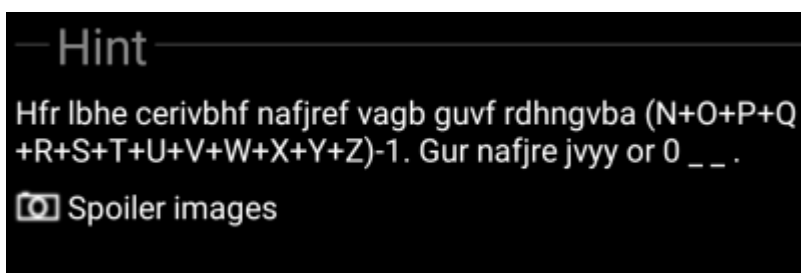 Hint
Hfr lbhe cerivbhf nafjref vagb guvf rdhngvba (N+O+P+Q
+R+S+T+U+V+W+X+Y+Z)-1. Gur nafjre jvyy or 0 _ _ .
Spoiler images